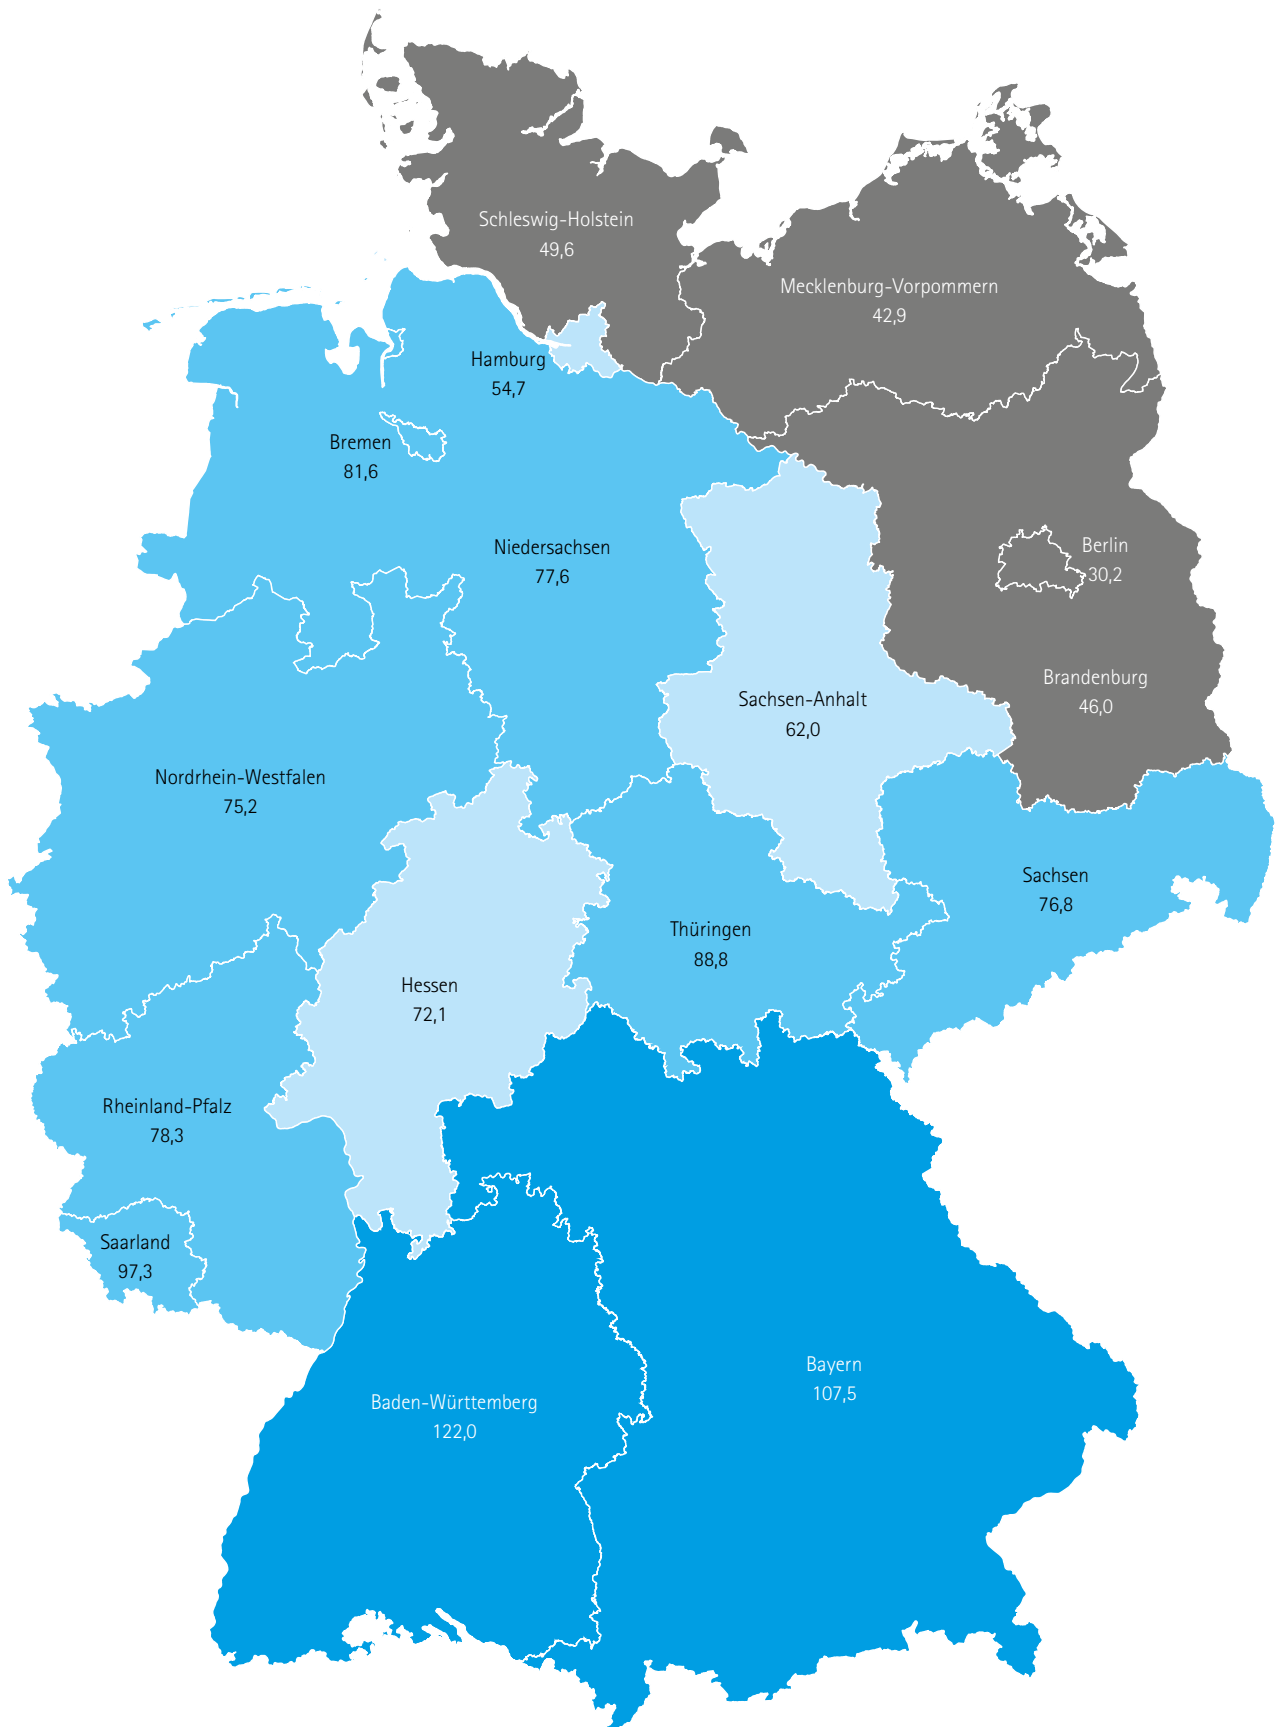 Schleswig-Holstein
49,6
Mecklenburg-Vorpommern
42,9
Hamburg
54,7
Bremen
81,6
Niedersachsen
77,6
Berlin
30,2
Brandenburg
46,0
Sachsen-Anhalt
62,0
Nordrhein-Westfalen
75,2
Sachsen
76,8
Thüringen
88,8
Hessen
72,1
Rheinland-Pfalz
78,3
Saarland
97,3
Bayern
107,5
Baden-Württemberg
122,0